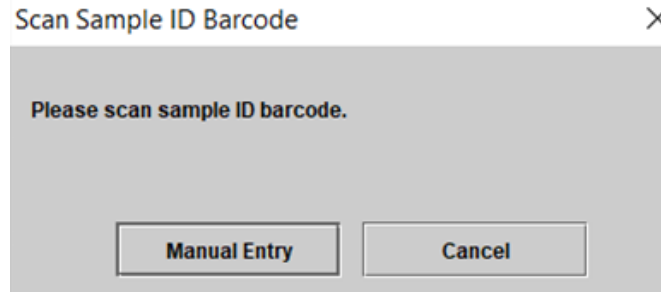 Scan Sample ID Barcode
Please scan sample ID barcode.
Manual Entry
Cancel